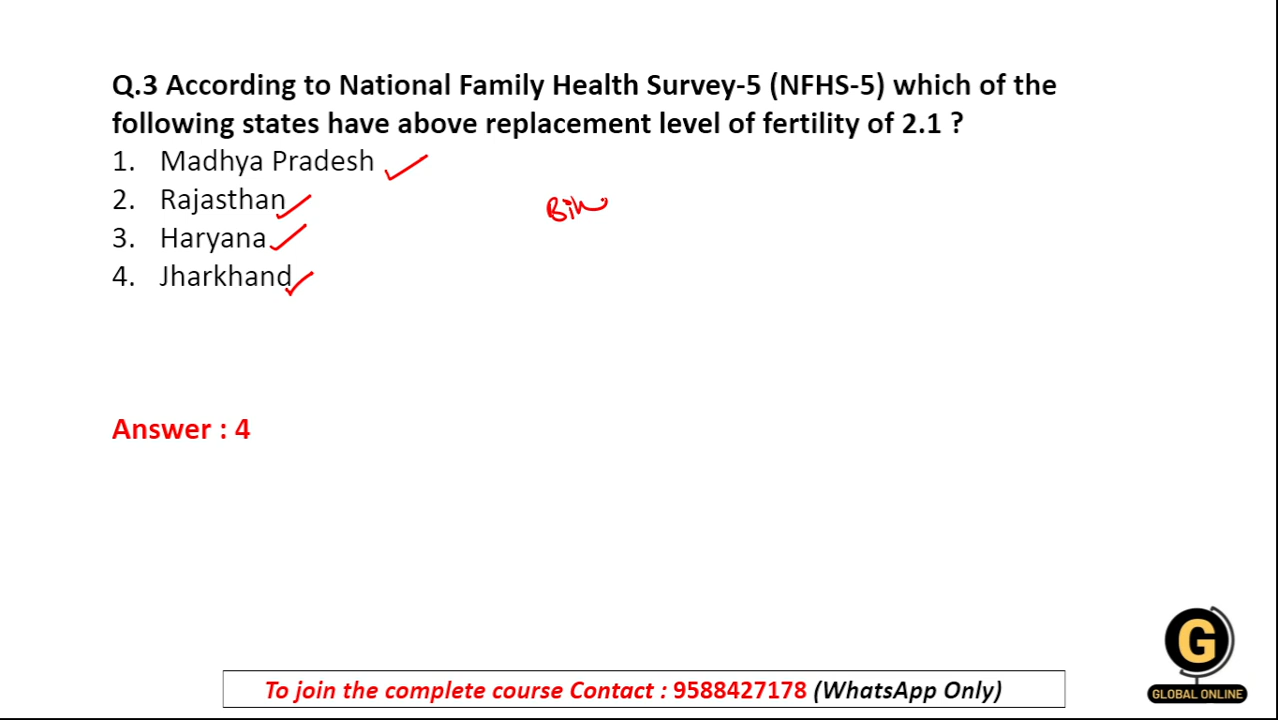 Q.3 According to National Family Health Survey-5 (NFHS-5) which of the
following states have above replacement level of fertility of 2.1 ?
1. Madhya Pradesh
2. Rajasthan
3. Haryana
4. Jharkhand
Answer : 4
To join the complete course Contact : 9588427178 (WhatsApp Only)
G
GLOBAL ONLINE